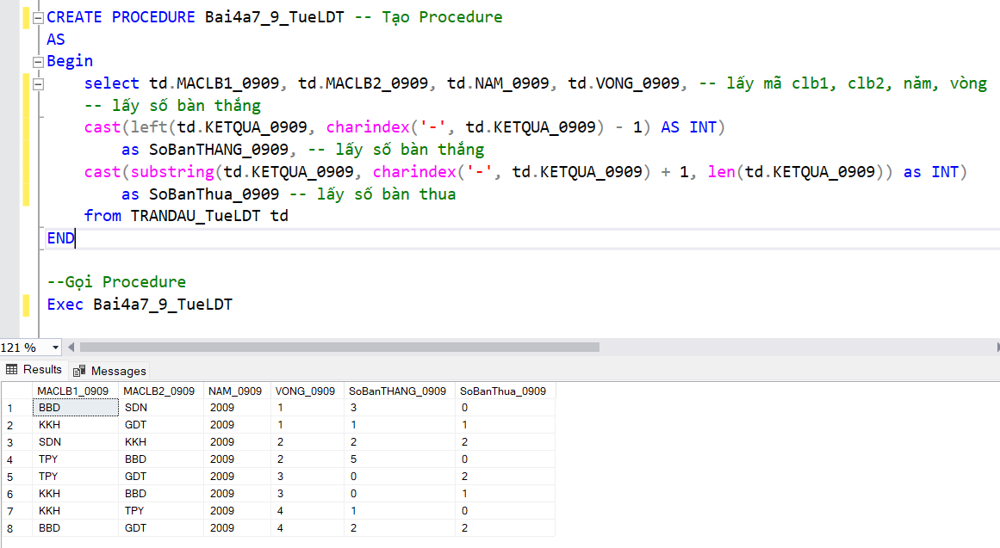 CREATE PROCEDURE Bai4a7_9_TueLDT -- Tạo Procedure
AS
Begin
select td.MACLB1_0909, td.MACLB2_0909, td.NAM_0909, td.VONG_0909, -- lấy mã clb1, clb2, năm, vòng
-- lấy số bàn thắng
cast(left(td.KETQUA_0909, charindex('-', td.KETQUA_0909) - 1) AS INT)
as SoBanTHANG_0909, -- lấy số bàn thắng
cast(substring(td.KETQUA_0909, charindex('-', td.KETQUA_0909) + 1, len(td.KETQUA_0909)) as INT)
as SoBanThua_0909 -- lấy số bàn thua
from TRANDAU_TueLDT td
END
--Gọi Procedure
Exec Bai4a7_9_TueLDT
121 %
Results Messages
MACLB1_0909 MACLB2_0909 NAM_0909 VONG_0909 SoBanTHANG_0909 SoBanThua_0909
1 BBD SDN 2009 1 3 0
2 KKH GDT 2009 1 1 1
3 SDN KKH 2009 2 2 2
4 TPY BBD 2009 2 5 0
5 TPY GDT 2009 3 0 2
6 KKH BBD 2009 3 0 1
7 KKH TPY 2009 4 1 0
8 BBD GDT 2009 4 2 2